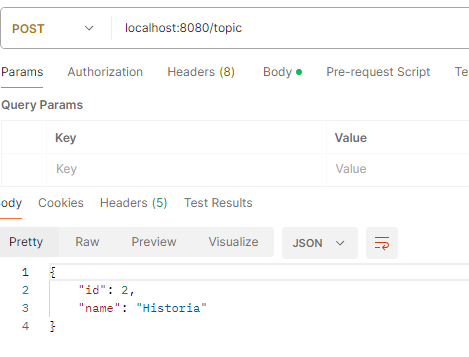 POST localhost:8080/topic
Params Authorization Headers (8) Body Pre-request Script Te
Query Params
Key Value
Key Value
ody Cookies Headers (5) Test Results
Pretty Raw Preview Visualize JSON
1 {
2 "id": 2,
3 "name": "Historia"
4 }